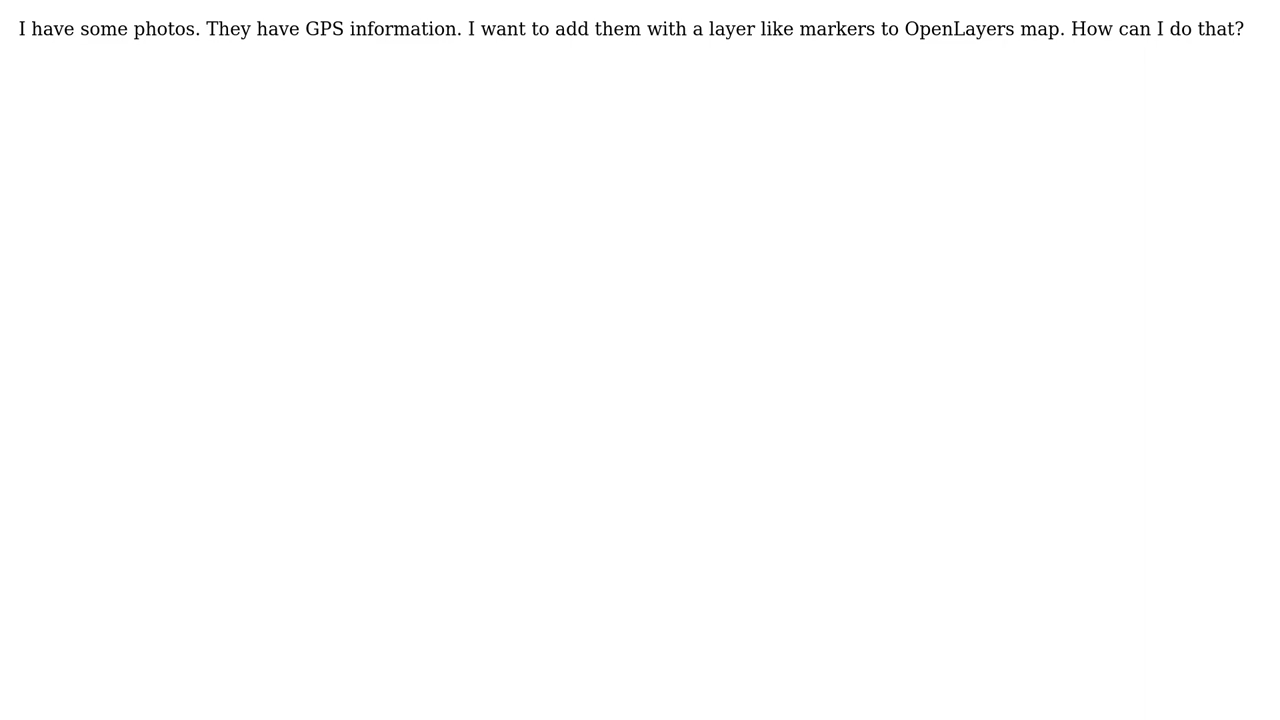 I have some photos. They have GPS information. I want to add them with a layer like markers to OpenLayers map. How can I do that?